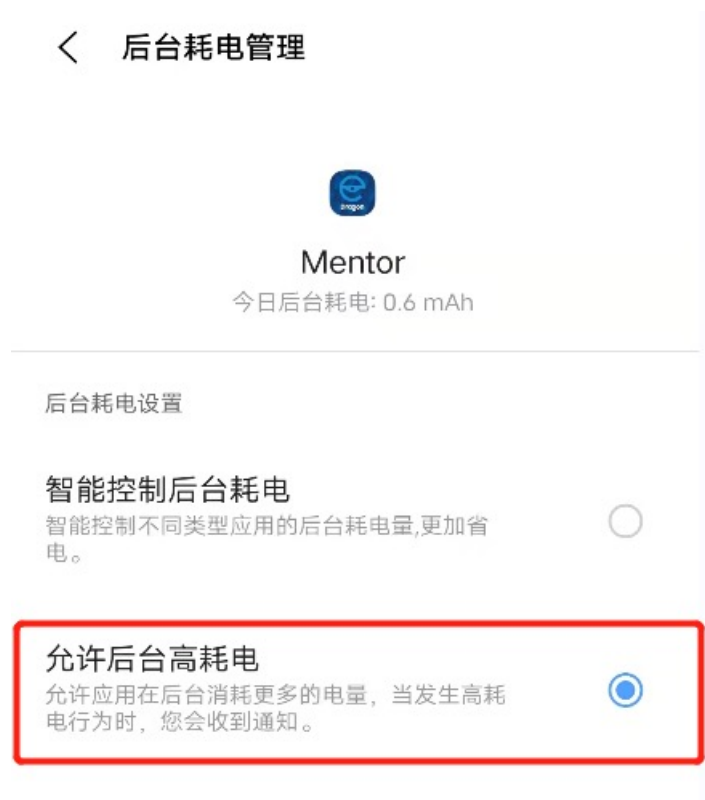 后台耗电管理
eragon
Mentor
今日后台耗电: 0.6 mAh
后台耗电设置
智能控制后台耗电
智能控制不同类型应用的后台耗电量,更加省
电。
允许后台高耗电
允许应用在后台消耗更多的电量，当发生高耗
电行为时，您会收到通知。